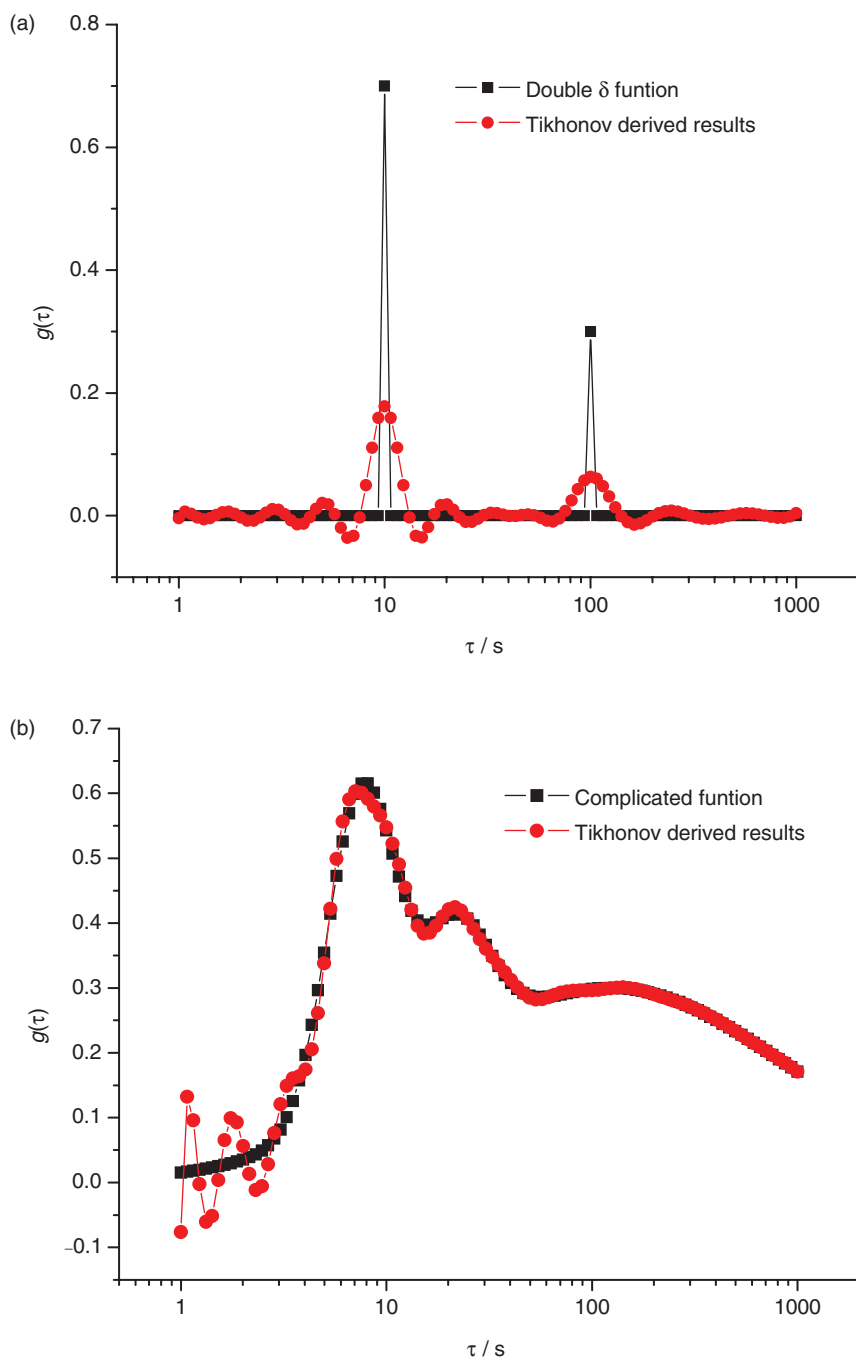 (a)
0.8
0.6
0.4
0.2
0.0
g(τ)
Double δ funtion
Tikhonov derived results
1
10
100
1000
τ / s
(b)
0.7
0.6
0.5
0.4
0.3
0.2
0.1
0.0
–0.1
g(τ)
Complicated funtion
Tikhonov derived results
1
10
100
1000
τ / s